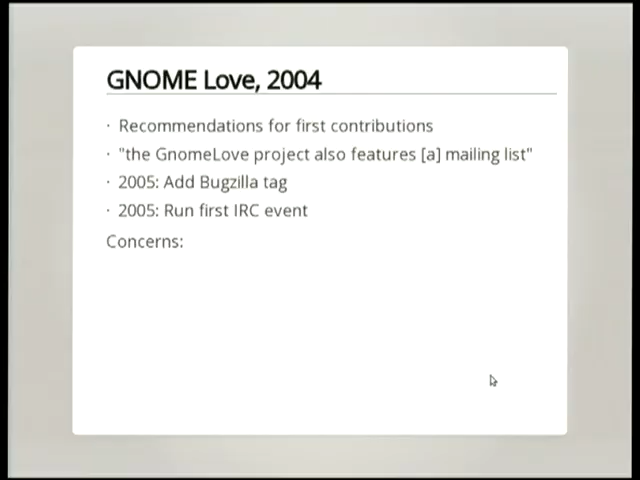 GNOME Love, 2004
· Recommendations for first contributions
· "the GnomeLove project also features [a] mailing list"
· 2005: Add Bugzilla tag
· 2005: Run first IRC event
Concerns: